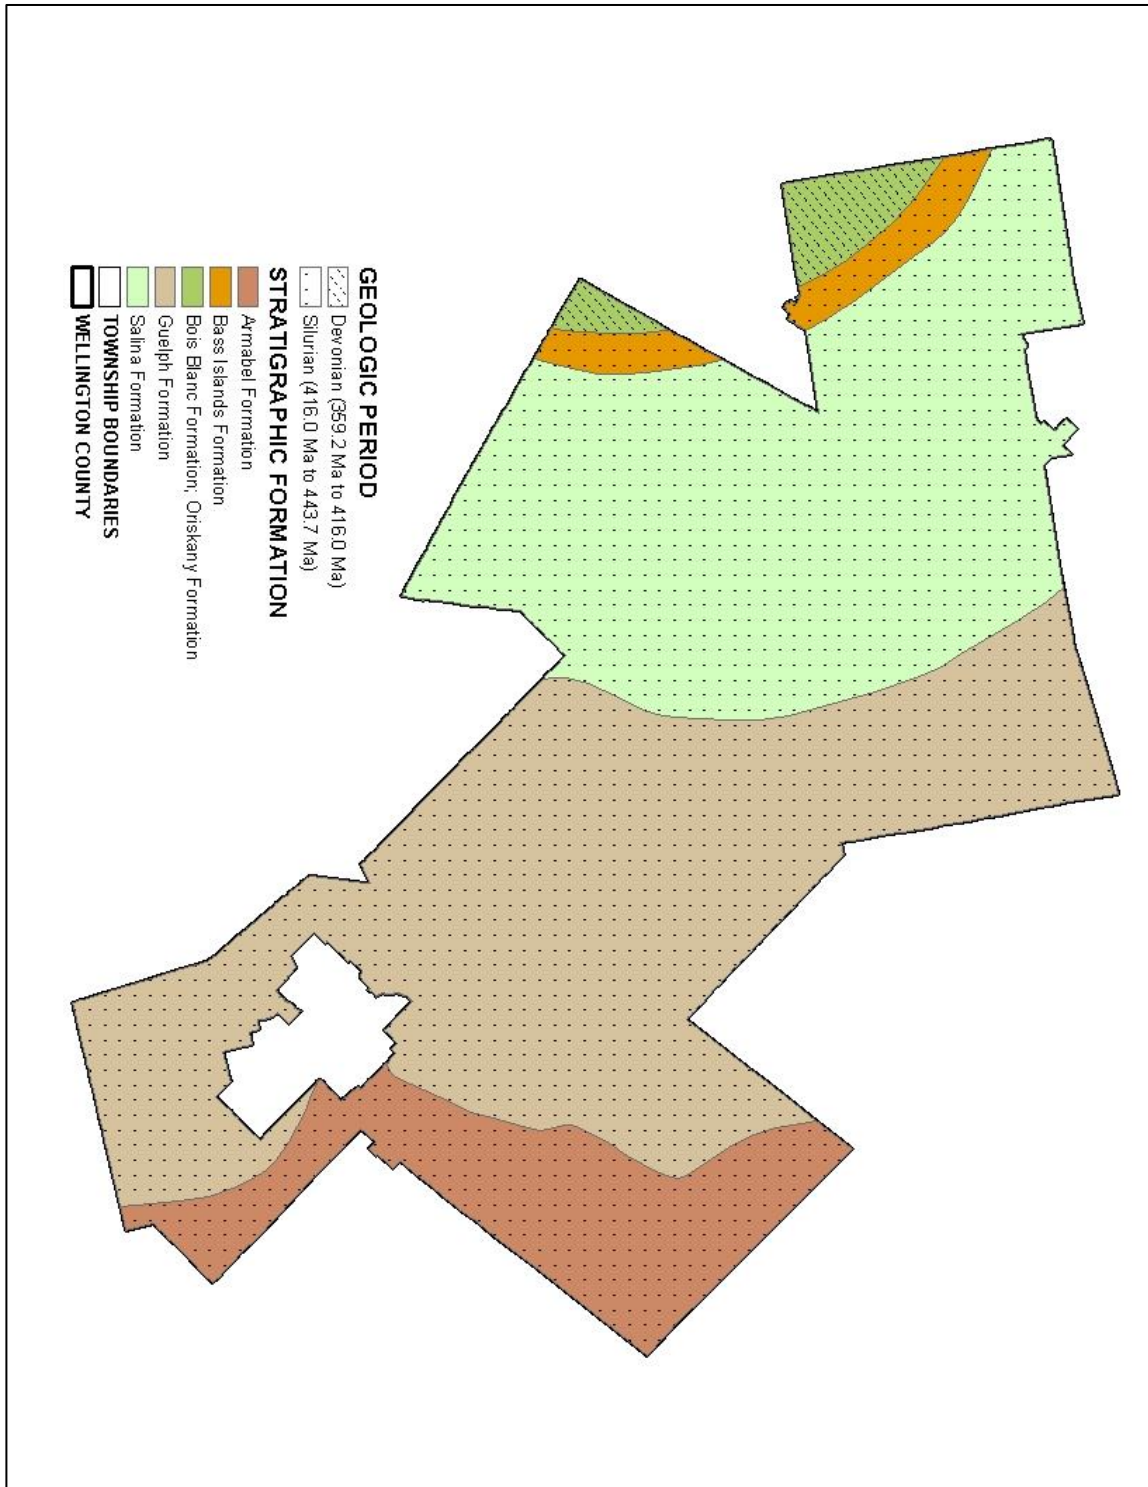 GEOLOGIC PERIOD
Devonian (359.2 Ma to 416.0 Ma)
Silurian (416.0 Ma to 443.7 Ma)
STRATIGRAPHIC FORMATION
Armabel Formation
Bass Islands Formation
Bois Blanc Formation; Oriskany Formation
Guelph Formation
Salina Formation
TOWNSHIP BOUNDARIES
WELLINGTON COUNTY